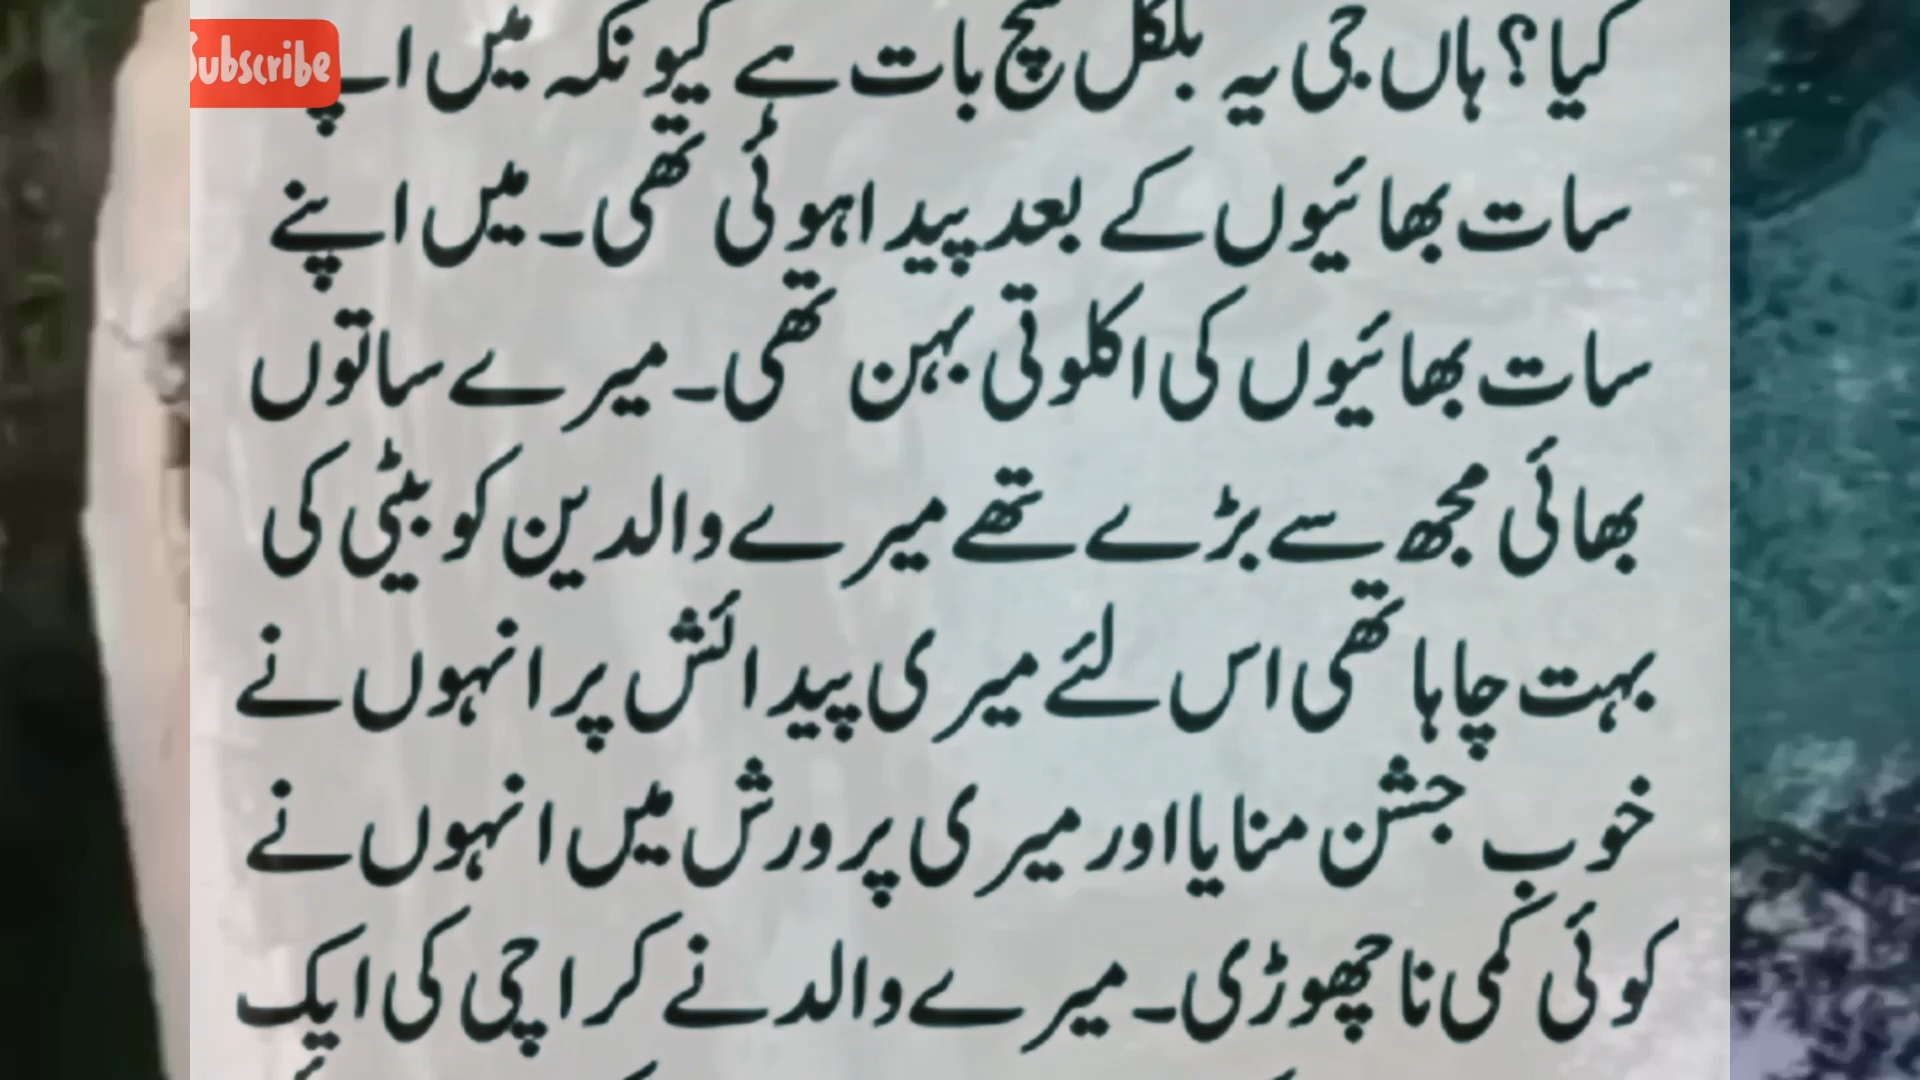 Subscribe
کیا؟ ہاں جی یہ بلکل سچ بات ہے کیونکہ میں اپنے
سات بھائیوں کے بعد پیدا ہوئی تھی۔ میں اپنے
سات بھائیوں کی اکلوتی بہن تھی۔ میرے ساتوں
بھائی مجھ سے بڑے تھے میرے والدین کو بیٹی کی
بہت چاہا تھی اس لئے میری پیدائش پر انہوں نے
خوب جشن منایا اور میری پرورش میں انہوں نے
کوئی کمی نا چھوڑی۔ میرے والد نے کراچی کی ایک